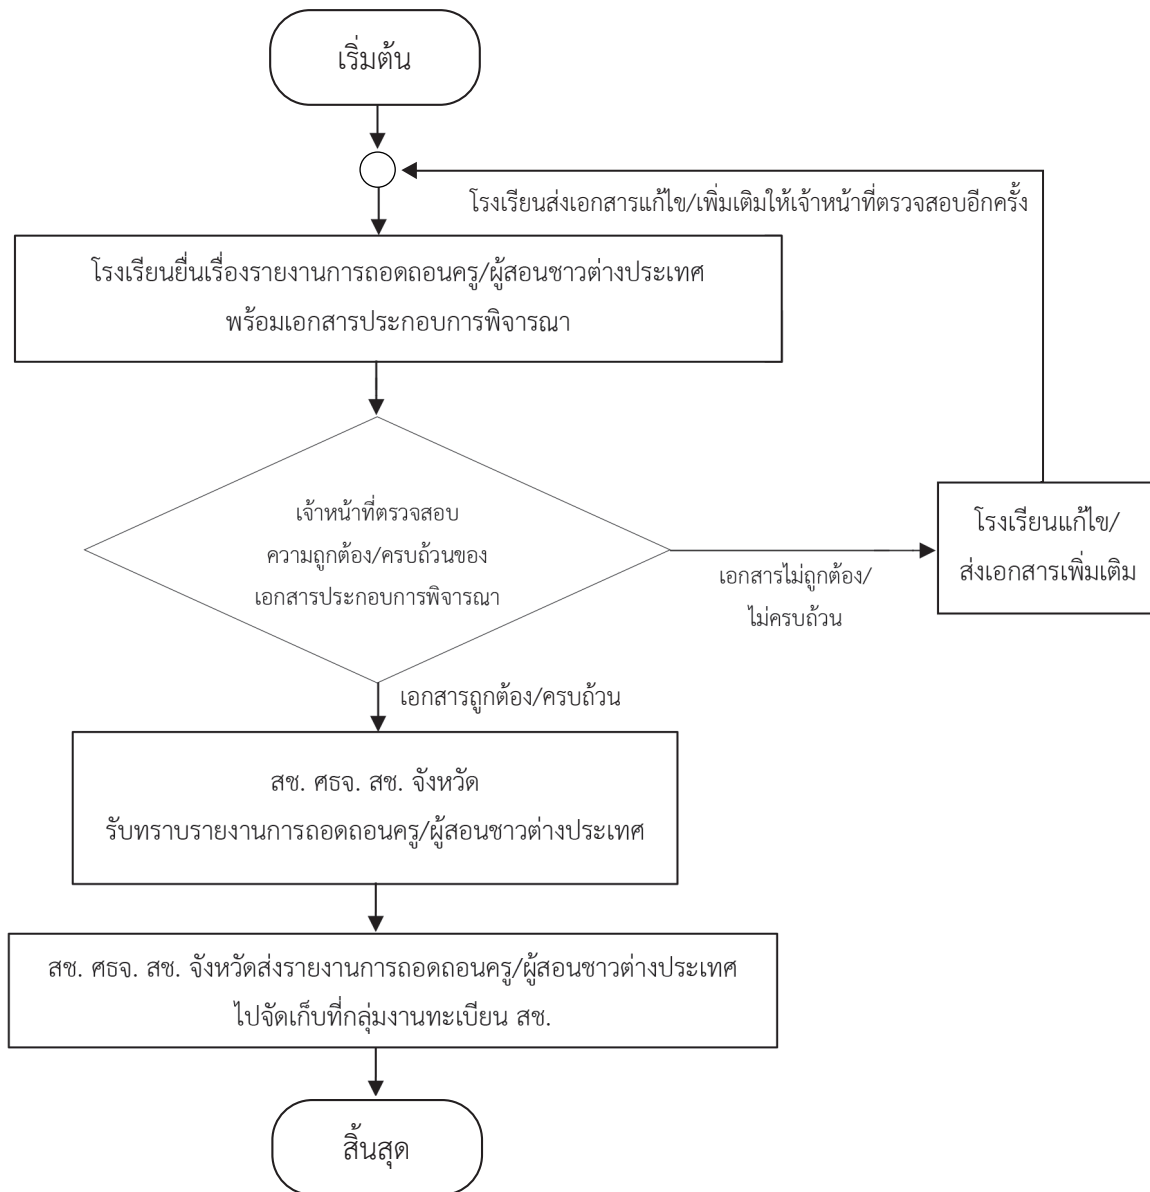 เริ่มต้น
โรงเรียนส่งเอกสารแก้ไข/เพิ่มเติมให้เจ้าหน้าที่ตรวจสอบอีกครั้ง
โรงเรียนยื่นเรื่องรายงานการถอดถอนครู/ผู้สอนชาวต่างประเทศ
พร้อมเอกสารประกอบการพิจารณา
เจ้าหน้าที่ตรวจสอบ
ความถูกต้อง/ครบถ้วนของ
เอกสารประกอบการพิจารณา
เอกสารไม่ถูกต้อง/
ไม่ครบถ้วน
โรงเรียนแก้ไข/
ส่งเอกสารเพิ่มเติม
เอกสารถูกต้อง/ครบถ้วน
สช. ศธจ. สช. จังหวัด
รับทราบรายงานการถอดถอนครู/ผู้สอนชาวต่างประเทศ
สช. ศธจ. สช. จังหวัดส่งรายงานการถอดถอนครู/ผู้สอนชาวต่างประเทศ
ไปจัดเก็บที่กลุ่มงานทะเบียน สช.
สิ้นสุด